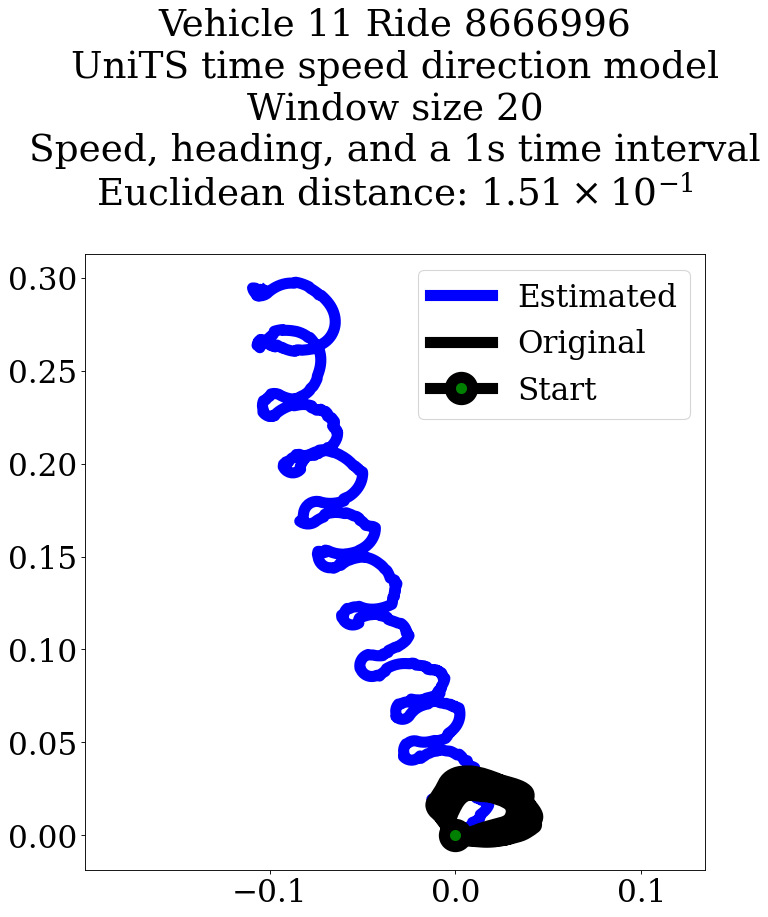 Vehicle 11 Ride 8666996
UniTS time speed direction model
Window size 20
Speed, heading, and a 1s time interval
Euclidean distance: 1.51 × 10⁻¹
0.30
0.25
0.20
0.15
0.10
0.05
0.00
Estimated
Original
Start
−0.1
0.0
0.1